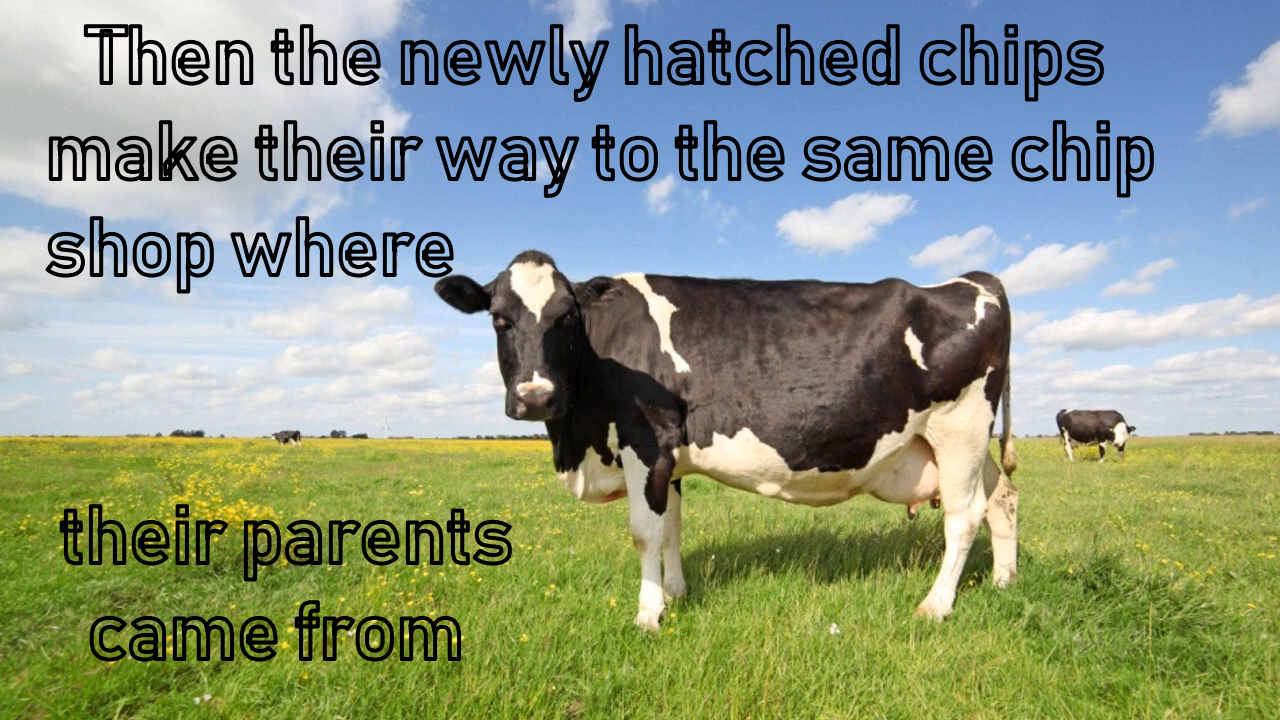 Then the newly hatched chips
make their way to the same chip
shop where
their parents
came from